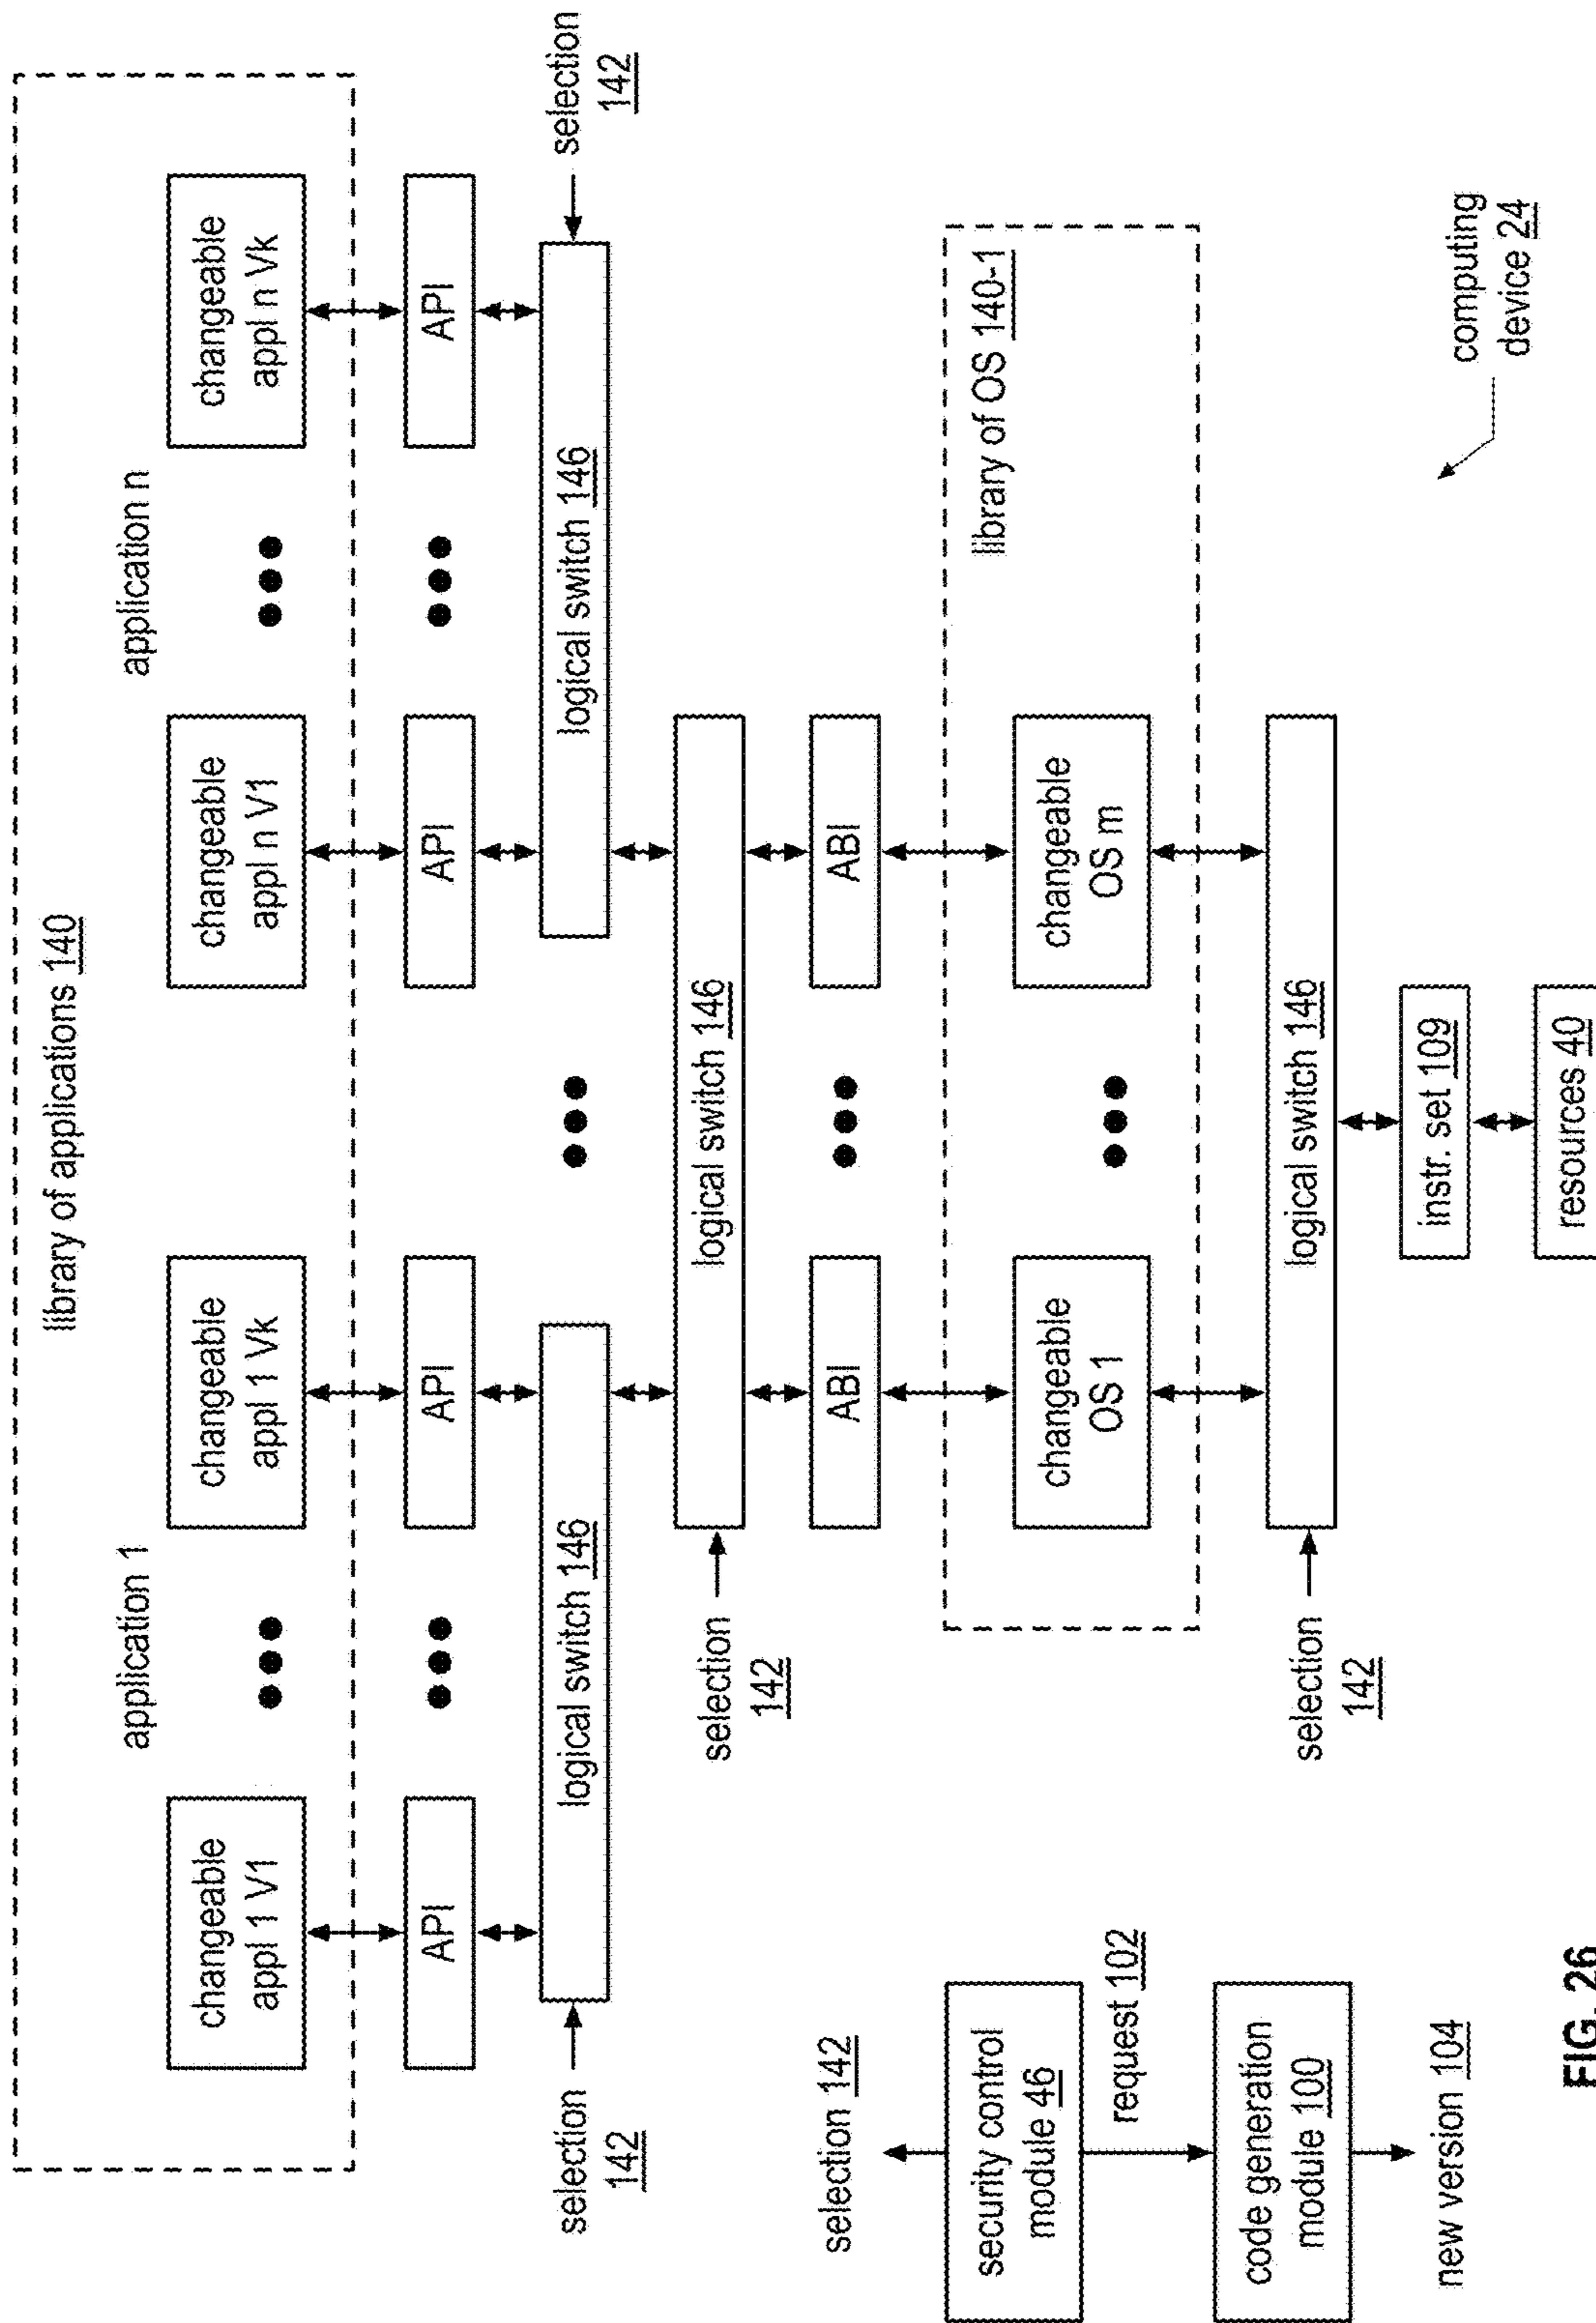 library of applications 140
application 1
application n
changeable
appl 1 V1
changeable
appl 1 Vk
changeable
appl n V1
changeable
appl n Vk
API
API
API
API
selection
142
logical switch 146
logical switch 146
selection
142
selection
142
logical switch 146
ABI
ABI
library of OS 140-1
changeable
OS 1
changeable
OS m
selection
142
logical switch 146
instr. set 109
resources 40
computing
device 24
selection 142
security control
module 46
request 102
code generation
module 100
new version 104
FIG. 26